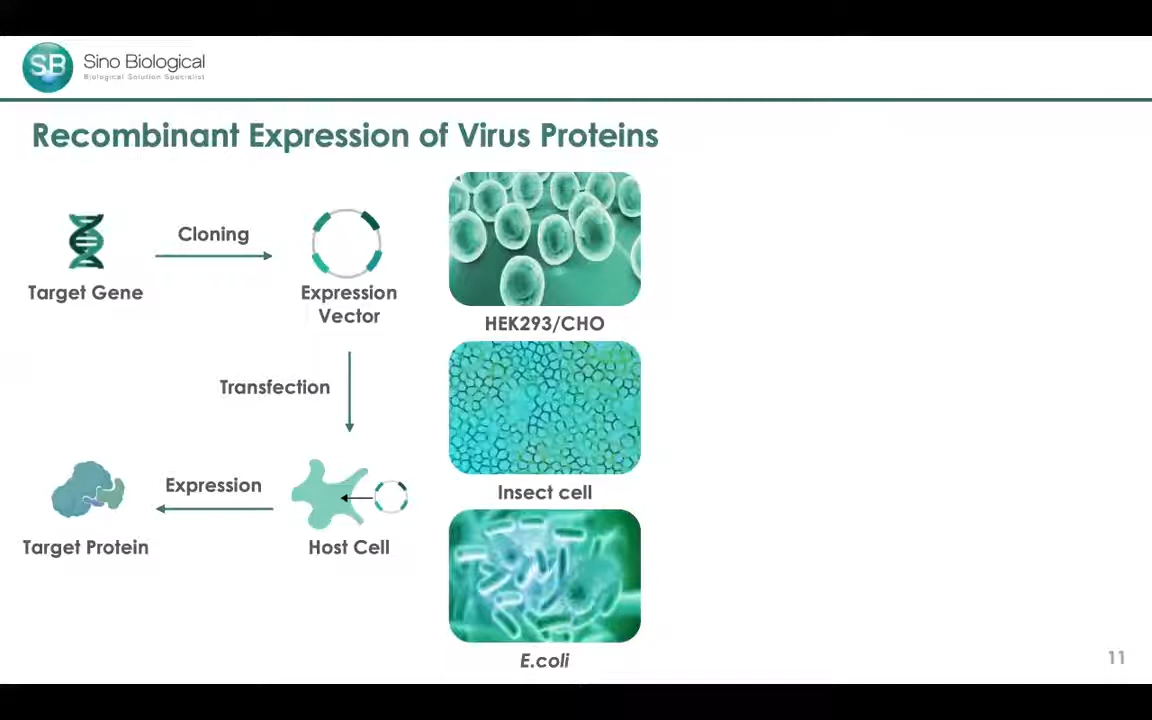 SB
Sino Biological
Biological Solution Specialist
Recombinant Expression of Virus Proteins
Cloning
Target Gene
Expression
Vector
HEK293/CHO
Transfection
Insect cell
Expression
Target Protein
Host Cell
E.coli
11